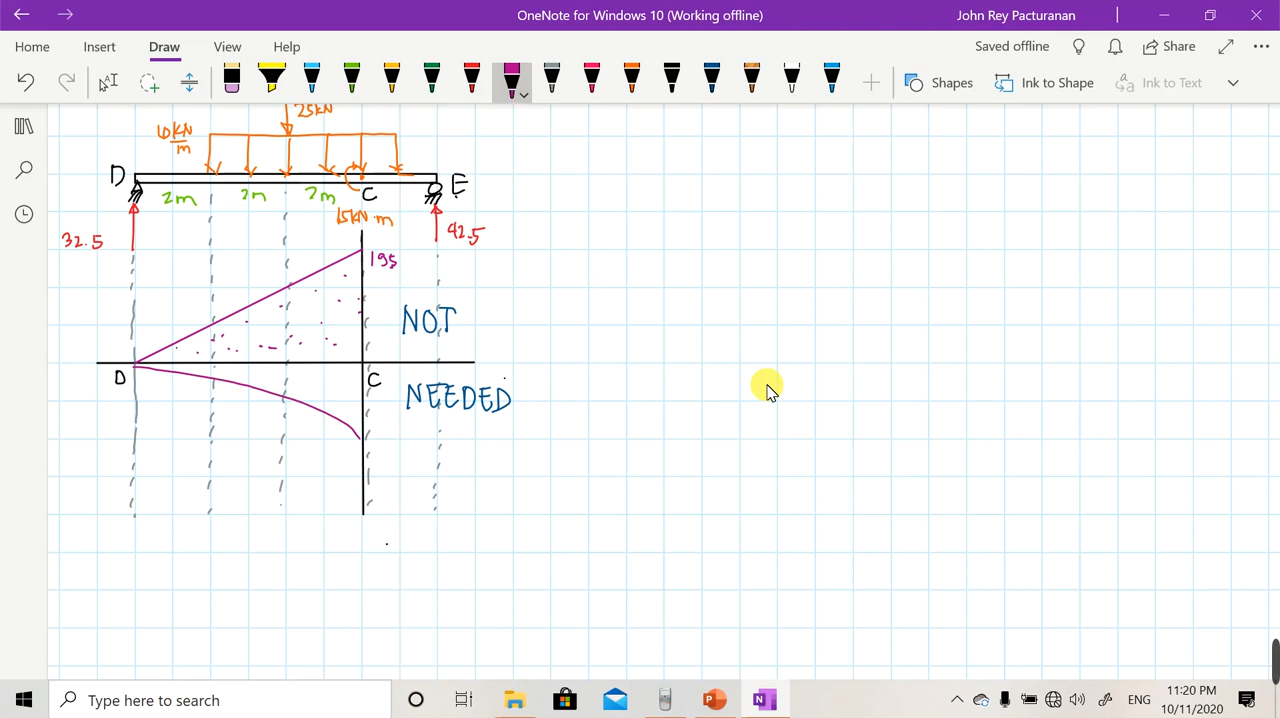 OneNote for Windows 10 (Working offline)
John Rey Pacturanan
Home Insert Draw View Help
Saved offline
Share
Shapes
Ink to Shape
Ink to Text
25kN
10kN
m
D
E
2m 2m 2m
C
15kN·m
32.5
42.5
195
NOT
D
C
NEEDED
Type here to search
ENG
11:20 PM
10/11/2020